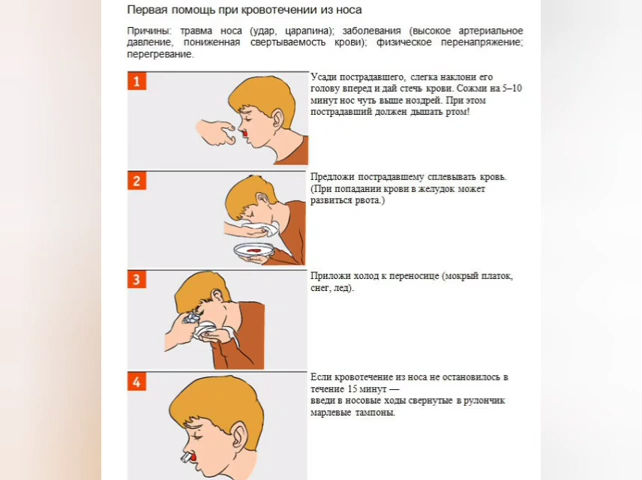 Первая помощь при кровотечении из носа
Причины: травма носа (удар, царапина); заболевания (высокое артериальное
давление, пониженная свертываемость крови); физическое перенапряжение;
перегревание.
1
Усади пострадавшего, слегка наклони его
голову вперед и дай стечь крови. Сожми на 5–10
минут нос чуть выше ноздрей. При этом
пострадавший должен дышать ртом!
2
Предложи пострадавшему сплевывать кровь.
(При попадании крови в желудок может
развиться рвота.)
3
Приложи холод к переносице (мокрый платок,
снег, лед).
4
Если кровотечение из носа не остановилось в
течение 15 минут —
введи в носовые ходы свернутые в рулончик
марлевые тампоны.